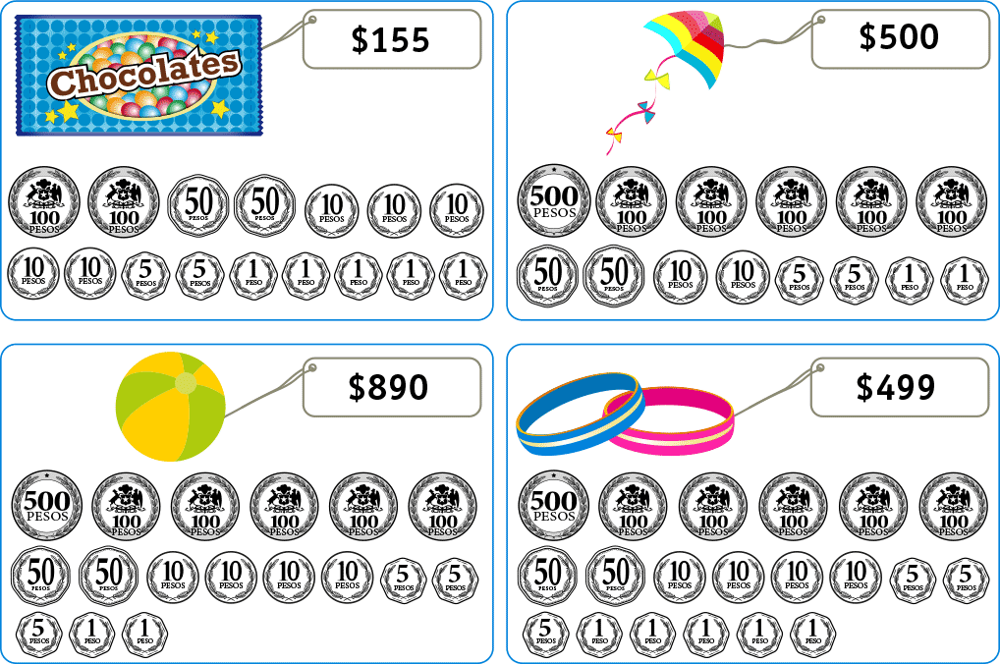 Chocolates
$155
100 PESOS 100 PESOS 50 PESOS 50 PESOS 10 PESOS 10 PESOS 10 PESOS
10 PESOS 10 PESOS 5 PESOS 5 PESOS 1 PESO 1 PESO 1 PESO 1 PESO 1 PESO
$500
500 PESOS 100 PESOS 100 PESOS 100 PESOS 100 PESOS 100 PESOS
50 PESOS 50 PESOS 10 PESOS 10 PESOS 5 PESOS 5 PESOS 1 PESO 1 PESO
$890
500 PESOS 100 PESOS 100 PESOS 100 PESOS 100 PESOS 100 PESOS
50 PESOS 50 PESOS 10 PESOS 10 PESOS 10 PESOS 10 PESOS 5 PESOS 5 PESOS
5 PESO 1 PESO 1 PESO
$499
500 PESOS 100 PESOS 100 PESOS 100 PESOS 100 PESOS 100 PESOS
50 PESOS 50 PESOS 10 PESOS 10 PESOS 10 PESOS 10 PESOS 5 PESOS 5 PESOS
5 PESOS 1 PESO 1 PESO 1 PESO 1 PESO 1 PESO